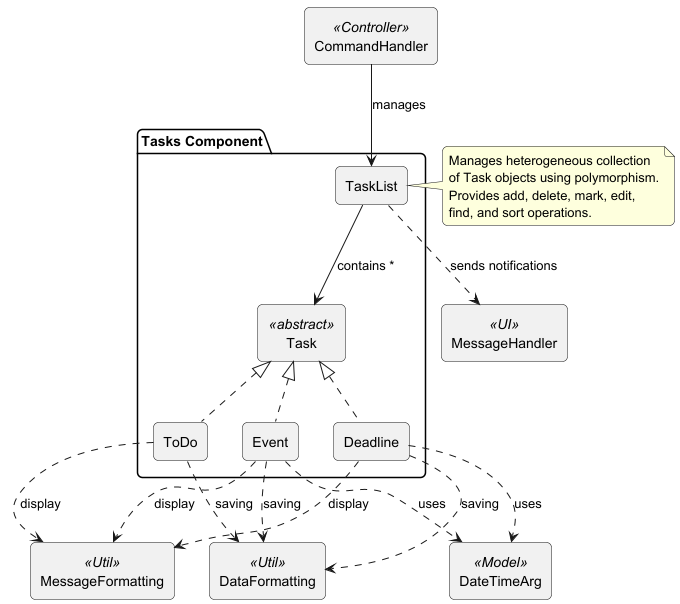 «Controller»
CommandHandler
manages
Tasks Component
TaskList
Manages heterogeneous collection
of Task objects using polymorphism.
Provides add, delete, mark, edit,
find, and sort operations.
contains *
sends notifications
«abstract»
Task
«UI»
MessageHandler
ToDo
Event
Deadline
display
display
saving
saving
display
uses
saving
uses
«Util»
MessageFormatting
«Util»
DataFormatting
«Model»
DateTimeArg